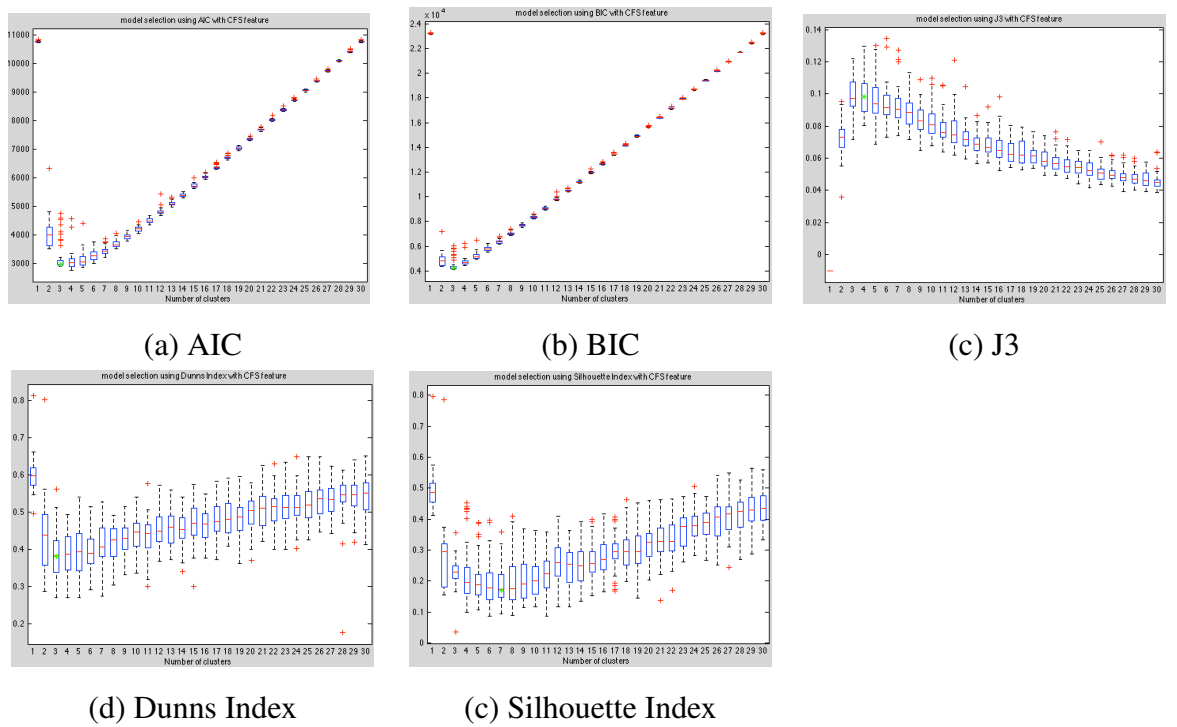 model selection using AIC with CFS feature
11000
10000
9000
8000
7000
6000
5000
4000
3000
1 2 3 4 5 6 7 8 9 10 11 12 13 14 15 16 17 18 19 20 21 22 23 24 25 26 27 28 29 30
Number of clusters
(a) AIC
model selection using BIC with CFS feature
x 10^4
2.4
2.2
2
1.8
1.6
1.4
1.2
1
0.8
0.6
0.4
1 2 3 4 5 6 7 8 9 10 11 12 13 14 15 16 17 18 19 20 21 22 23 24 25 26 27 28 29 30
Number of clusters
(b) BIC
model selection using J3 with CFS feature
0.14
0.12
0.1
0.08
0.06
0.04
0.02
0
1 2 3 4 5 6 7 8 9 10 11 12 13 14 15 16 17 18 19 20 21 22 23 24 25 26 27 28 29 30
Number of clusters
(c) J3
model selection using Dunns Index with CFS feature
0.8
0.7
0.6
0.5
0.4
0.3
0.2
1 2 3 4 5 6 7 8 9 10 11 12 13 14 15 16 17 18 19 20 21 22 23 24 25 26 27 28 29 30
Number of clusters
(d) Dunns Index
model selection using Silhouette Index with CFS feature
0.8
0.7
0.6
0.5
0.4
0.3
0.2
0.1
0
1 2 3 4 5 6 7 8 9 10 11 12 13 14 15 16 17 18 19 20 21 22 23 24 25 26 27 28 29 30
Number of clusters
(c) Silhouette Index